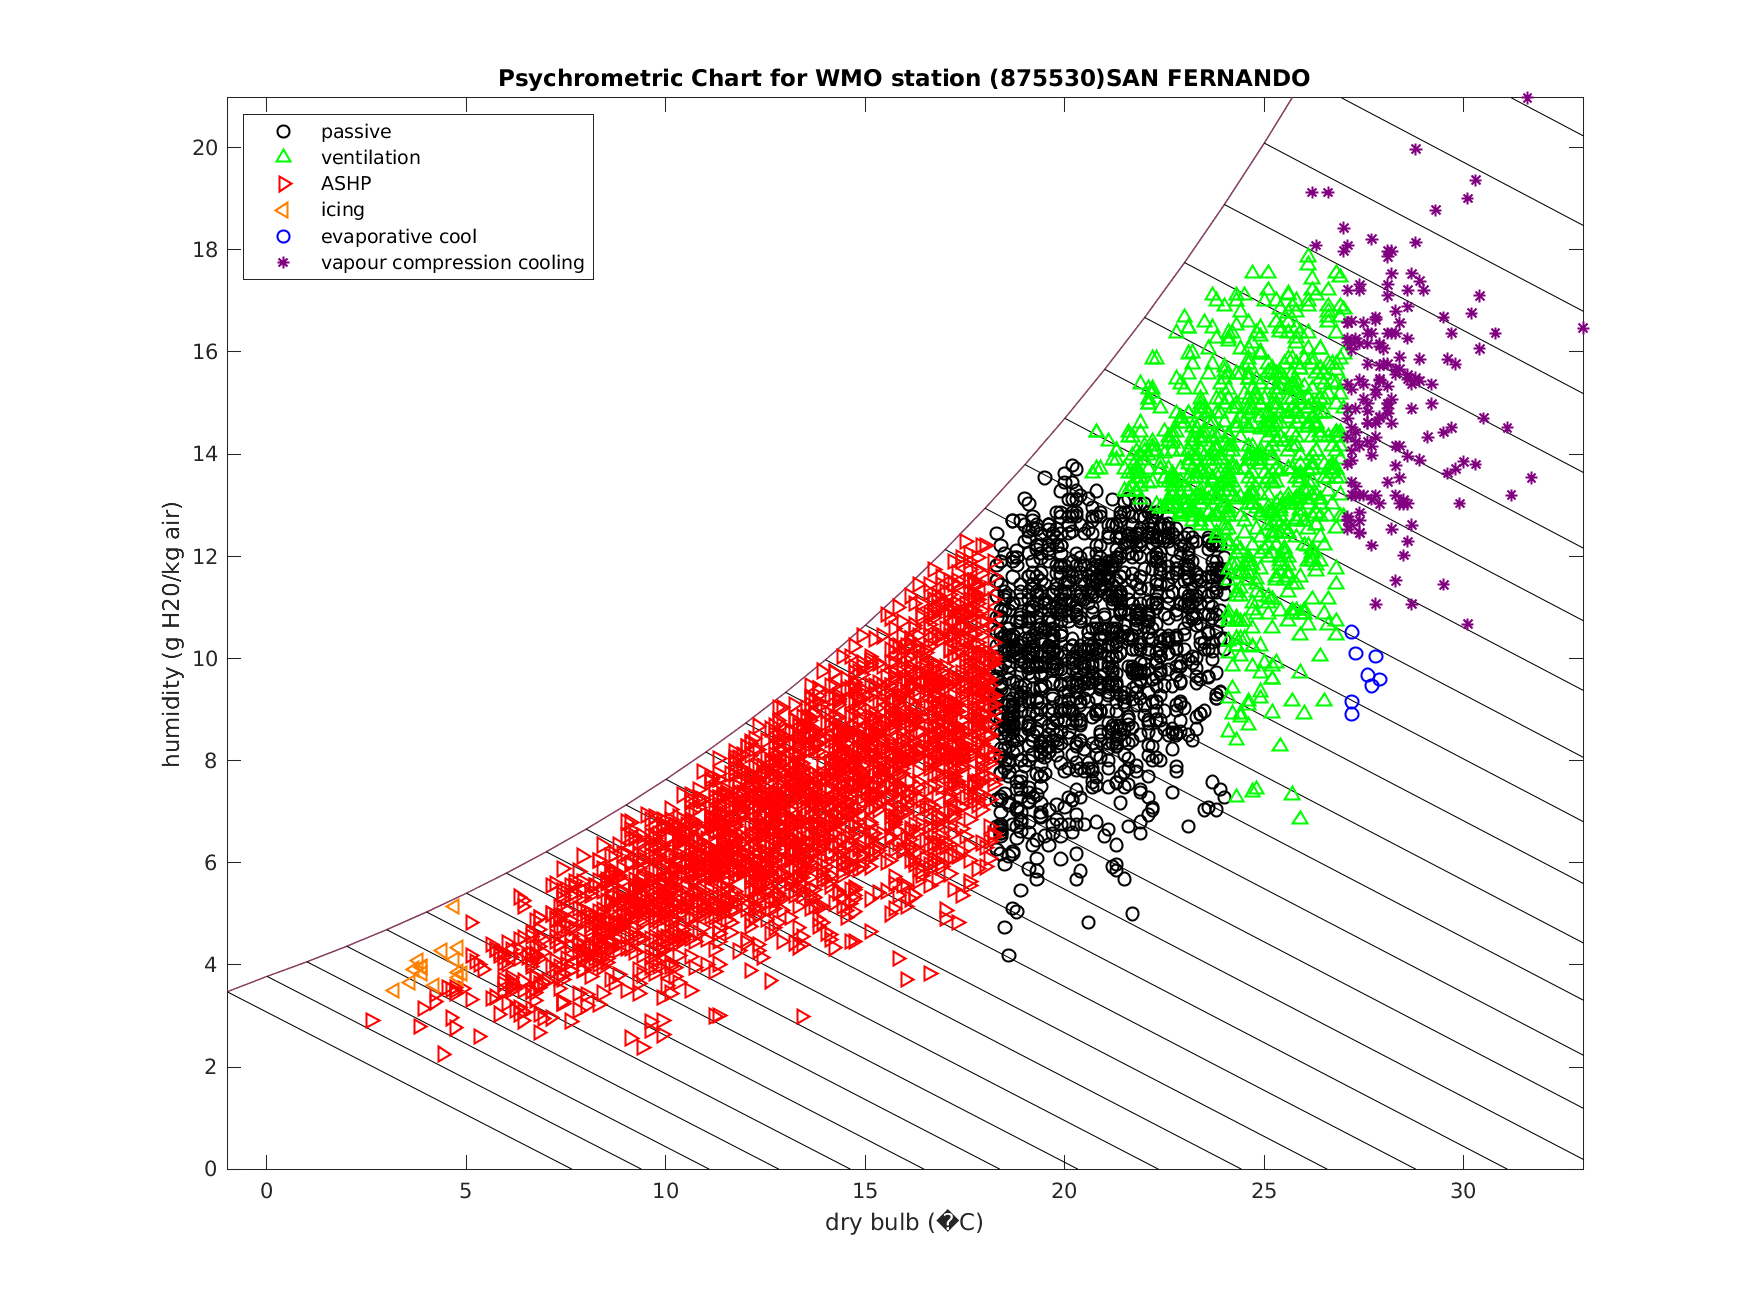 Psychrometric Chart for WMO station (875530)SAN FERNANDO
passive
ventilation
ASHP
icing
evaporative cool
vapour compression cooling
humidity (g H20/kg air)
20
18
16
14
12
10
8
6
4
2
0
0 5 10 15 20 25 30
dry bulb (�C)